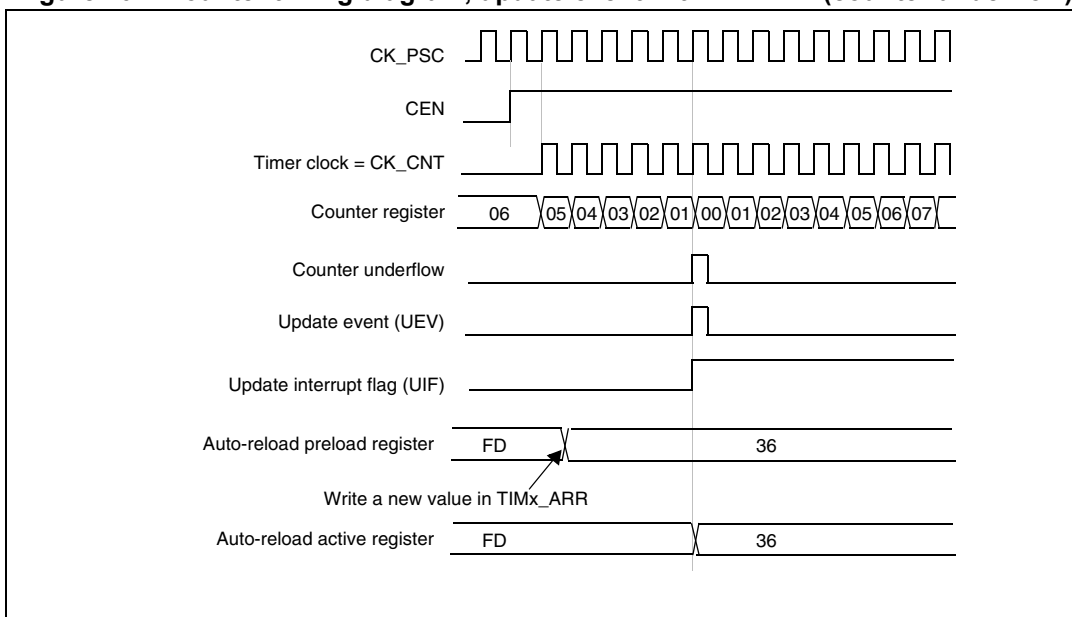 CK_PSC
CEN
Timer clock = CK_CNT
Counter register 06 05 04 03 02 01 00 01 02 03 04 05 06 07
Counter underflow
Update event (UEV)
Update interrupt flag (UIF)
Auto-reload preload register FD 36
Write a new value in TIMx_ARR
Auto-reload active register FD 36